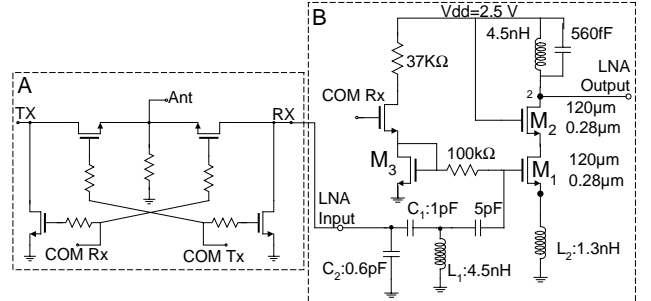 B
Vdd=2.5 V
4.5nH
560fF
37KΩ
LNA
Output
A
Ant
COM Rx
2
TX
RX
120µm
0.28µm
M2
M3
100kΩ
120µm
0.28µm
M1
LNA
Input
C1:1pF
5pF
COM Rx
COM Tx
C2:0.6pF
L1:4.5nH
L2:1.3nH